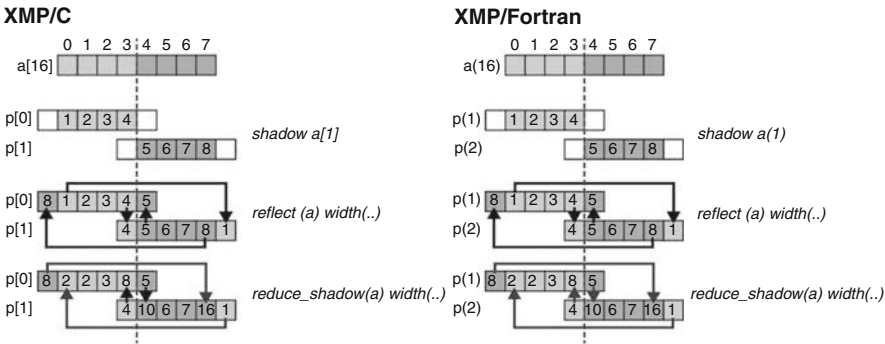 XMP/C
0 1 2 3 4 5 6 7
a[16]
p[0] 1 2 3 4
shadow a[1]
p[1] 5 6 7 8
p[0] 8 1 2 3 4 5
reflect (a) width(..)
p[1] 4 5 6 7 8 1
p[0] 8 2 2 3 8 5
reduce_shadow(a) width(..)
p[1] 4 10 6 7 16 1
XMP/Fortran
0 1 2 3 4 5 6 7
a(16)
p(1) 1 2 3 4
shadow a(1)
p(2) 5 6 7 8
p(1) 8 1 2 3 4 5
reflect (a) width(..)
p(2) 4 5 6 7 8 1
p(1) 8 2 2 3 8 5
reduce_shadow(a) width(..)
p(2) 4 10 6 7 16 1